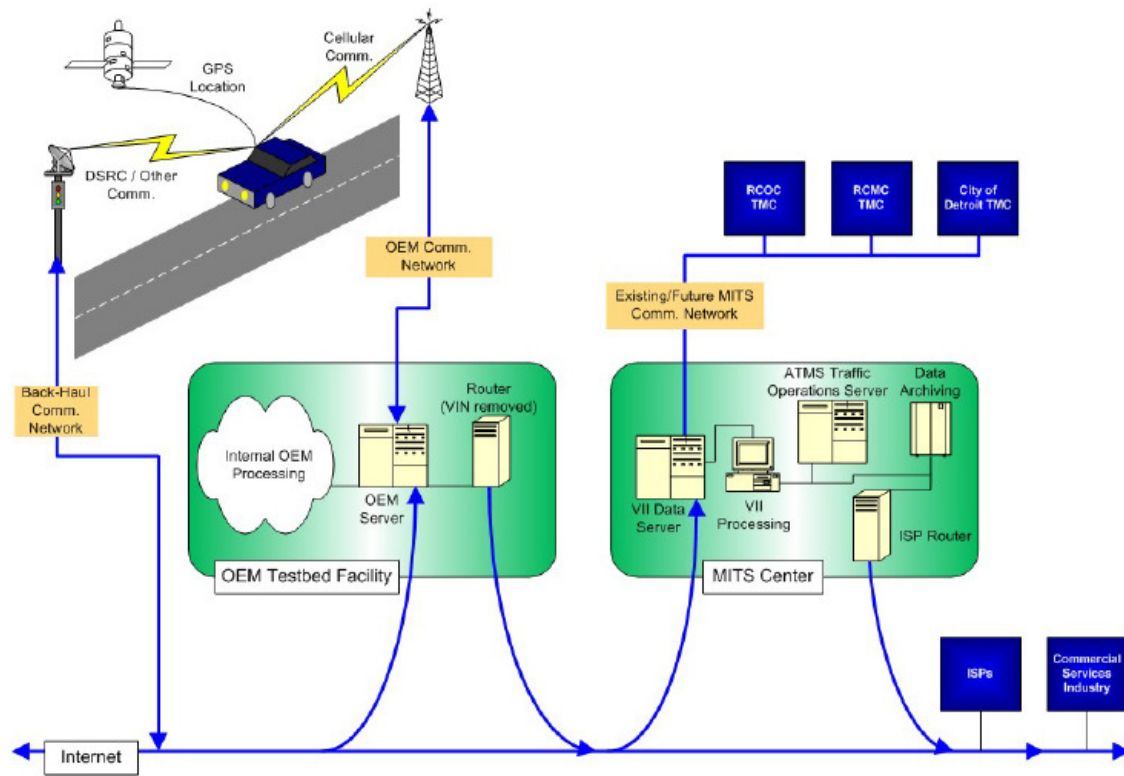 Cellular
Comm.
GPS
Location
DSRC / Other
Comm.
OEM Comm.
Network
RCOC
TMC
RCMC
TMC
City of
Detroit TMC
Existing/Future MITS
Comm. Network
Back-Haul
Comm.
Network
Internal OEM
Processing
Router
(VIN removed)
OEM
Server
OEM Testbed Facility
ATMS Traffic
Operations Server
Data
Archiving
VII Data
Server
VII
Processing
ISP Router
MITS Center
ISPs
Commercial
Services
Industry
Internet